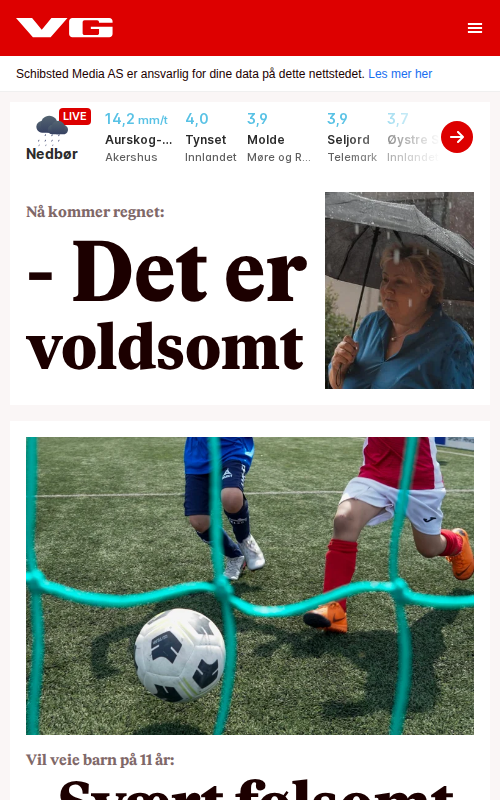 VG
Schibsted Media AS er ansvarlig for dine data på dette nettstedet. Les mer her
LIVE
Nedbør
14,2 mm/t
Aurskog-...
Akershus
4,0
Tynset
Innlandet
3,9
Molde
Møre og R...
3,9
Seljord
Telemark
3,7
Øystre
Innlandet
Nå kommer regnet:
- Det er
voldsomt
Vil veie barn på 11 år:
- Svært følsomt